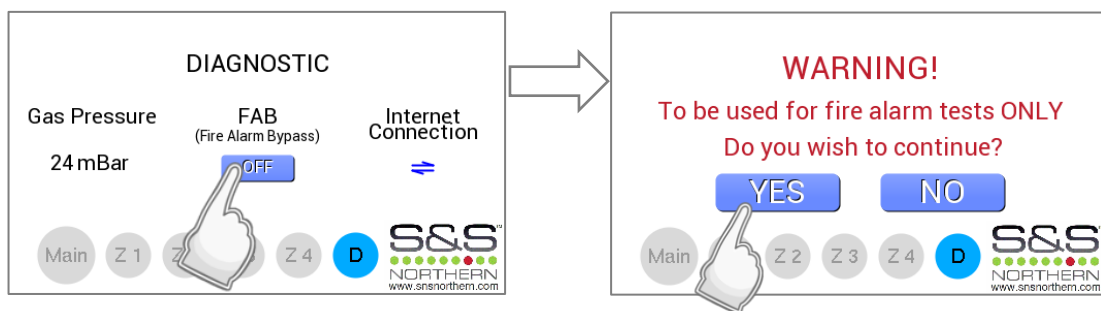 DIAGNOSTIC
Gas Pressure
24 mBar
FAB
(Fire Alarm Bypass)
OFF
Internet
Connection
Main Z 1 Z 4 D
S&S™
NORTHERN
www.snsnorthern.com
WARNING!
To be used for fire alarm tests ONLY
Do you wish to continue?
YES NO
Main Z 2 Z 3 Z 4 D
S&S™
NORTHERN
www.snsnorthern.com